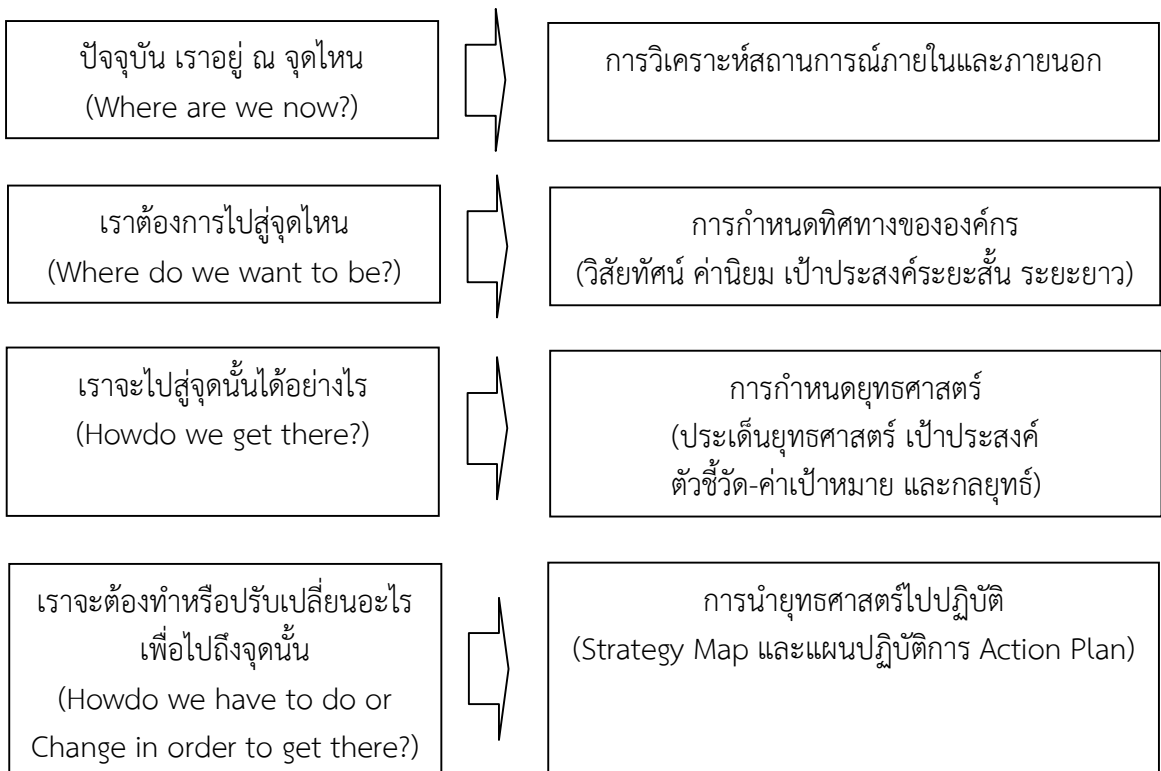 ปัจจุบัน เราอยู่ ณ จุดไหน
(Where are we now?)
การวิเคราะห์สถานการณ์ภายในและภายนอก
เราต้องการไปสู่จุดไหน
(Where do we want to be?)
การกำหนดทิศทางขององค์กร
(วิสัยทัศน์ ค่านิยม เป้าประสงค์ระยะสั้น ระยะยาว)
เราจะไปสู่จุดนั้นได้อย่างไร
(Howdo we get there?)
การกำหนดยุทธศาสตร์
(ประเด็นยุทธศาสตร์ เป้าประสงค์
ตัวชี้วัด-ค่าเป้าหมาย และกลยุทธ์)
เราจะต้องทำหรือปรับเปลี่ยนอะไร
เพื่อไปถึงจุดนั้น
(Howdo we have to do or
Change in order to get there?)
การนำยุทธศาสตร์ไปปฏิบัติ
(Strategy Map และแผนปฏิบัติการ Action Plan)